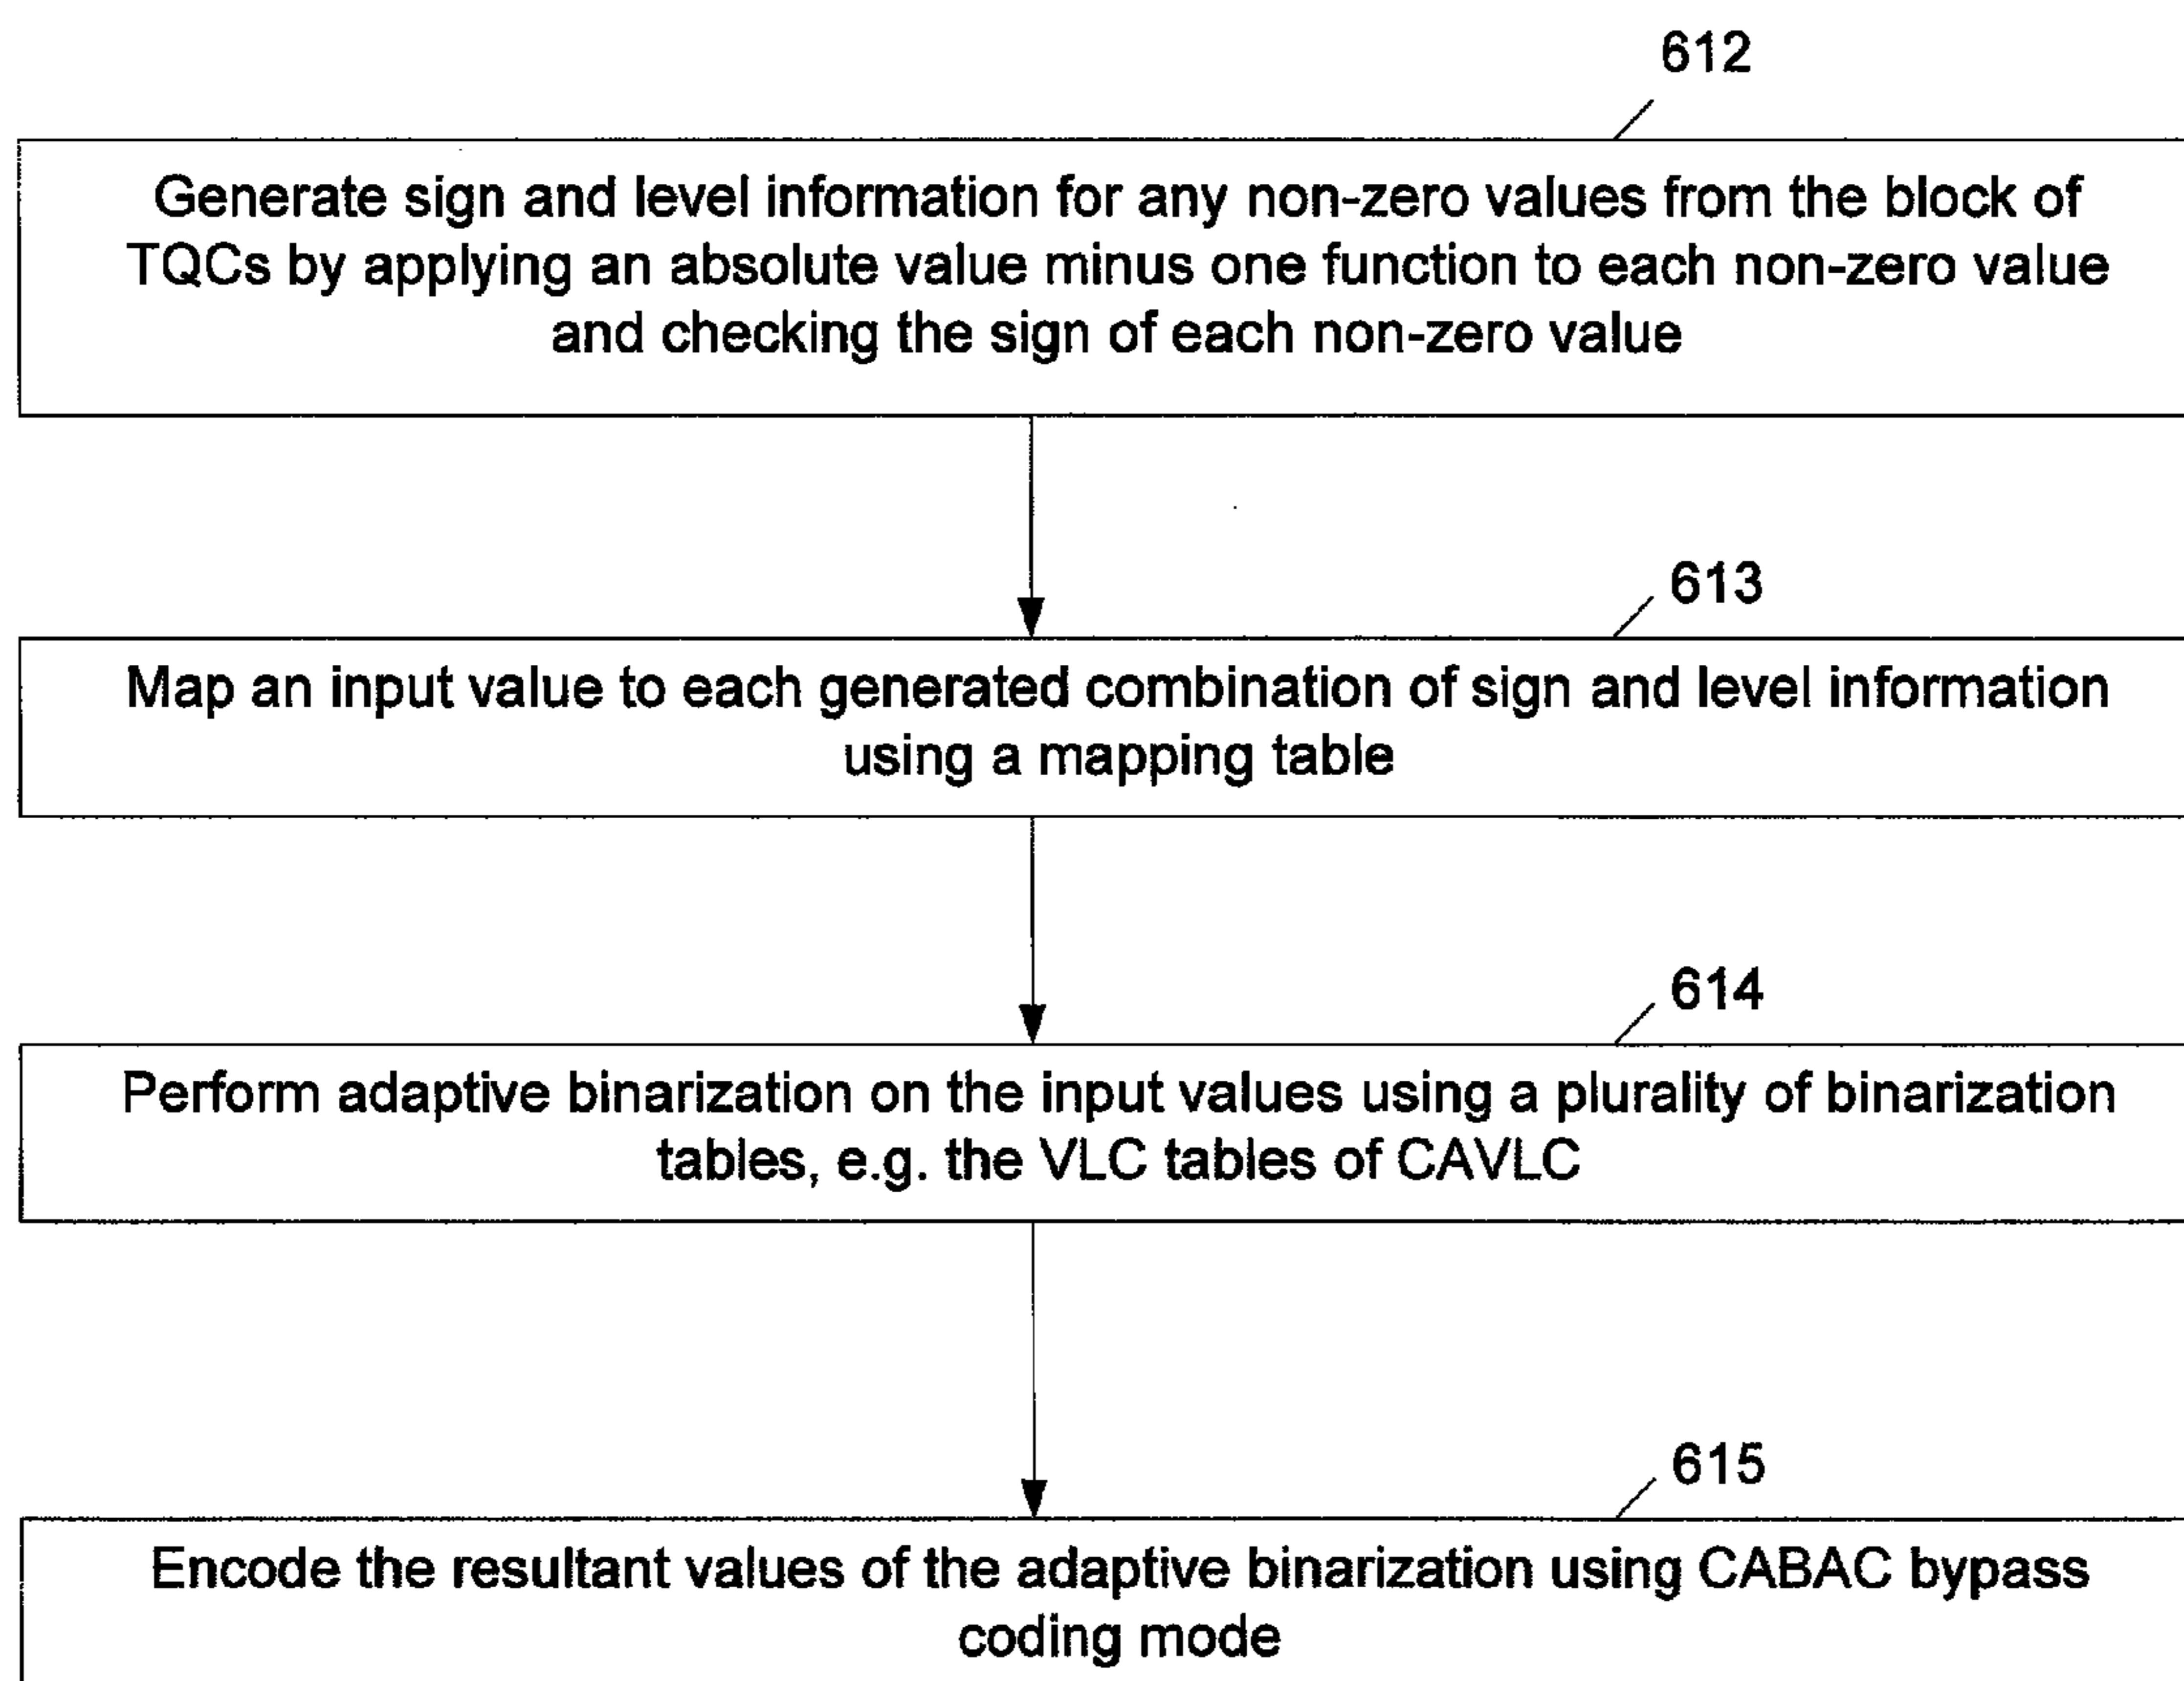 612
Generate sign and level information for any non-zero values from the block of
TQCs by applying an absolute value minus one function to each non-zero value
and checking the sign of each non-zero value
613
Map an input value to each generated combination of sign and level information
using a mapping table
614
Perform adaptive binarization on the input values using a plurality of binarization
tables, e.g. the VLC tables of CAVLC
615
Encode the resultant values of the adaptive binarization using CABAC bypass
coding mode